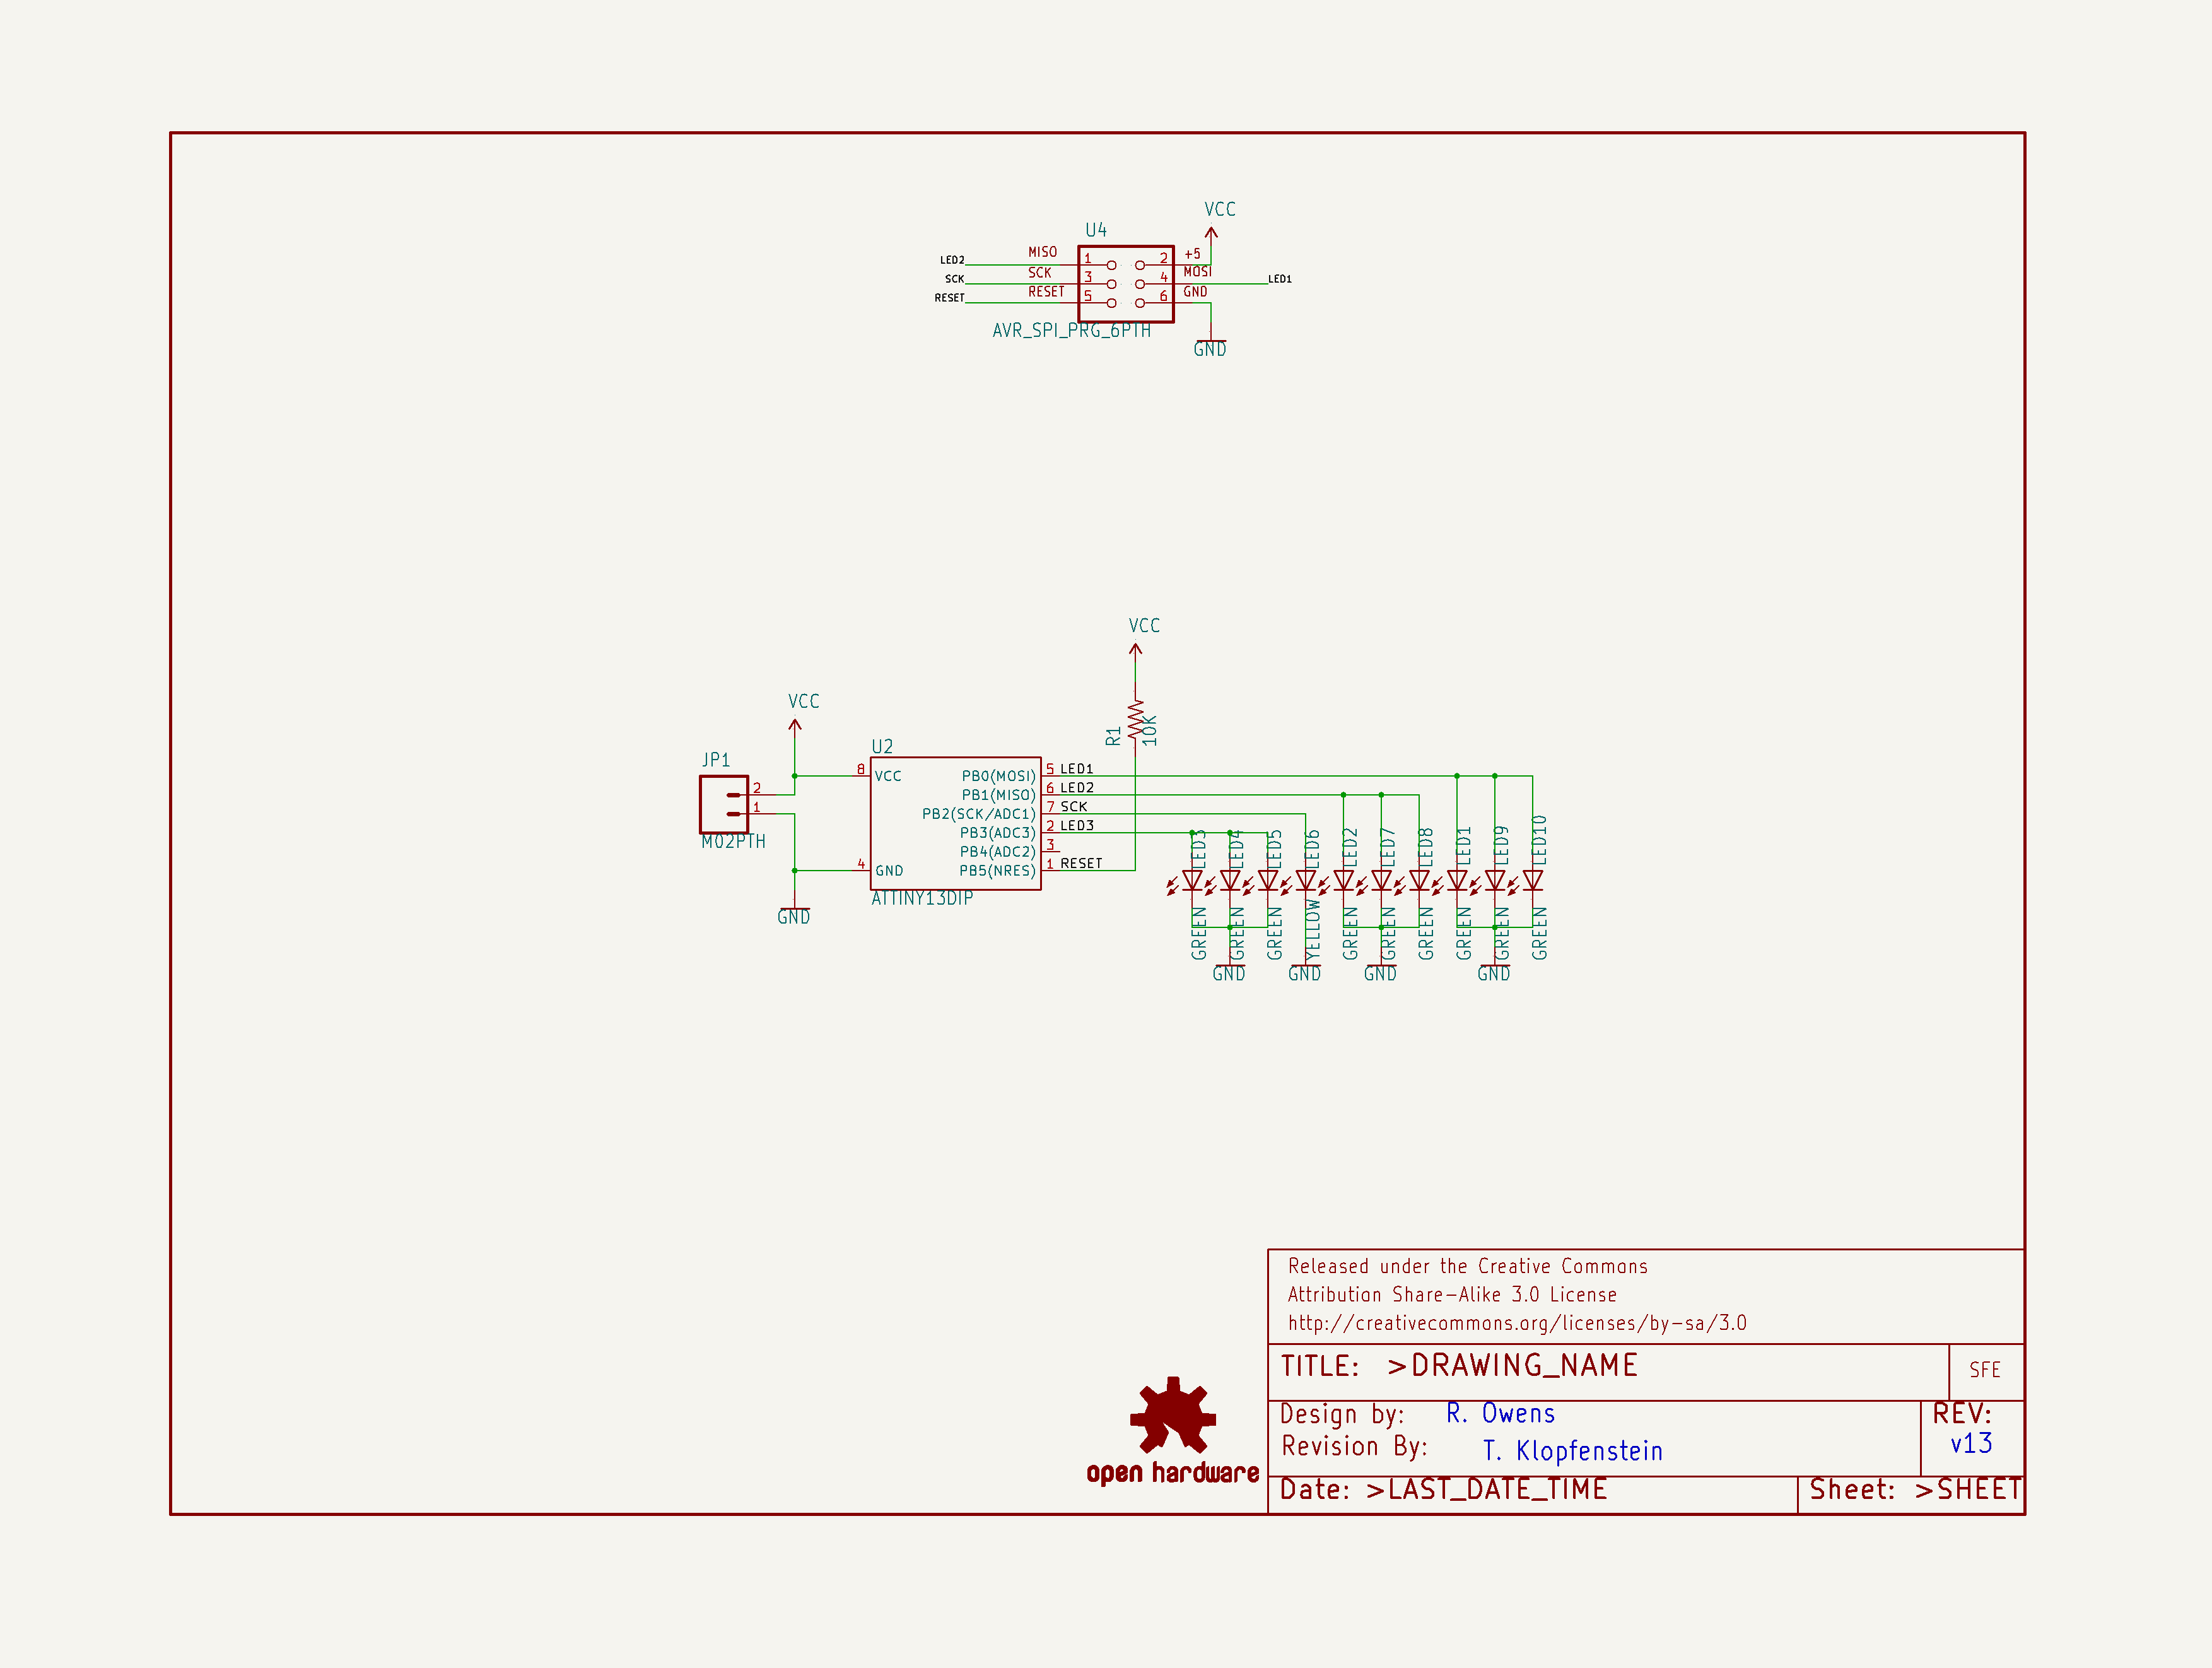 VCC
U4
MISO
+5
LED2
1
2
SCK
MOSI
SCK
3
4
LED1
RESET
GND
RESET
5
6
AVR_SPI_PRG_6PTH
GND
VCC
VCC
R1
10K
U2
JP1
8
VCC
PB0(MOSI)
5
LED1
2
PB1(MISO)
6
LED2
1
PB2(SCK/ADC1)
7
SCK
PB3(ADC3)
2
LED3
M02PTH
PB4(ADC2)
3
4
GND
PB5(NRES)
1
RESET
ATTINY13DIP
GND
LED3
LED4
LED5
LED6
LED2
LED7
LED8
LED1
LED9
LED10
GREEN
GREEN
GREEN
YELLOW
GREEN
GREEN
GREEN
GREEN
GREEN
GREEN
GND
GND
GND
GND
Released under the Creative Commons
Attribution Share-Alike 3.0 License
http://creativecommons.org/licenses/by-sa/3.0
TITLE: >DRAWING_NAME
SFE
Design by: R. Owens
REV:
Revision By: T. Klopfenstein
v13
open hardware
Date: >LAST_DATE_TIME
Sheet: >SHEET